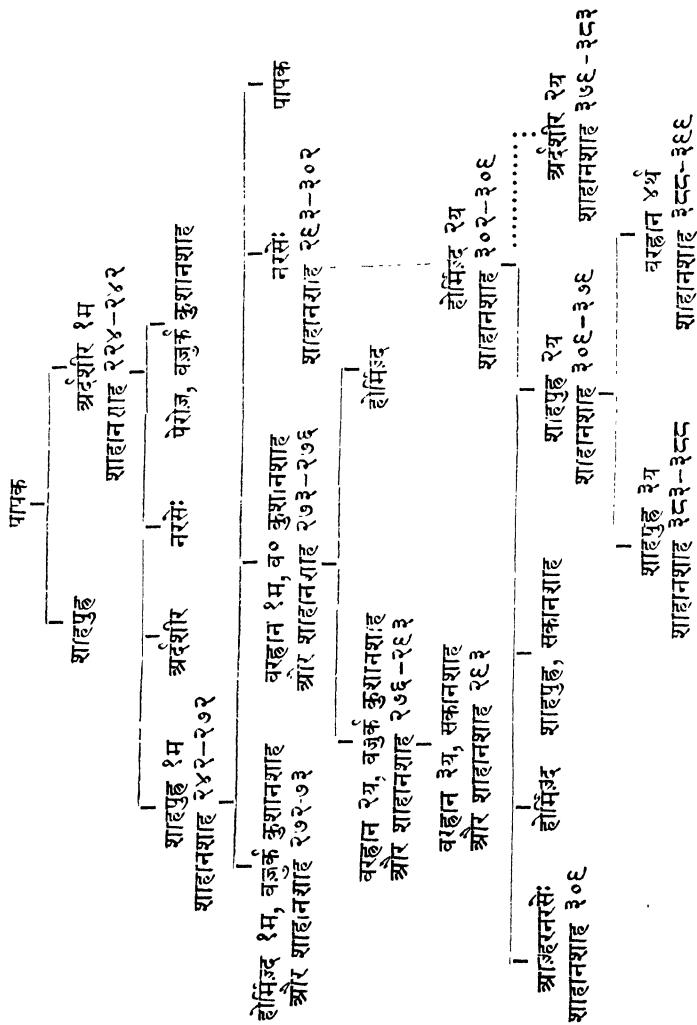 पापक
शाहपुह्र
अर्दशीर १म
शाहानशाह २२४-२४२
शाहपुह्र १म
शाहानशाह २४२-२७२
अर्दशीर
नरसेः
पेरोज़, वज़ुर्क कुशानशाह
होर्मिज़्द १म, वज़ुर्क कुशानशाह
और शाहानशाह २७२-७३
वरह्रान १म, व० कुशानशाह
और शाहानशाह २७३-२७६
नरसेः
शाहानशाह २९३-३०२
पापक
वरह्रान २य, वज़ुर्क कुशानशाह
और शाहानशाह २७६-२९३
होर्मिज़्द
वरह्रान ३य, सकानशाह
और शाहानशाह २९३
होर्मिज़्द २य
शाहानशाह ३०२-३०९
आज़्हरनरसेः
शाहानशाह ३०९
होर्मिज़्द
शाहपुह्र, सकानशाह
शाहपुह्र २य
शाहानशाह ३०९-३७९
अर्दशीर २य
शाहानशाह ३७९-३८३
शाहपुह्र ३य
शाहानशाह ३८३-३८८
वरह्रान ४र्थ
शाहानशाह ३८८-३९९